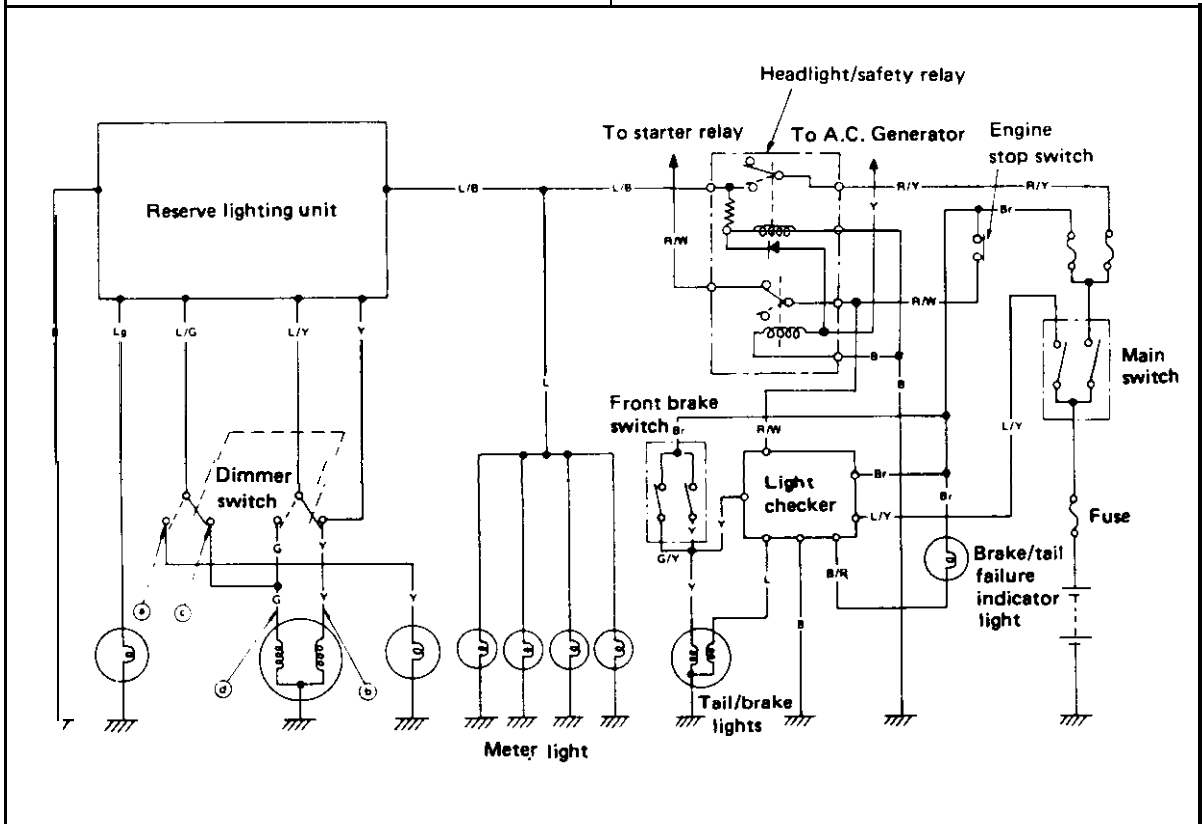 Headlight/safety relay
To starter relay
To A.C. Generator
Engine
stop switch
Reserve lighting unit
L/B
L/B
R/Y
R/Y
Y
Br
R/W
R/W
Lg
L/G
L/Y
Y
B
B
L
L/Y
Main
switch
Front brake
switch
Br
R/W
Dimmer
switch
Light
checker
Br
Br
L/Y
Fuse
Y
Y
G/Y
G
Y
L
B
B/R
Y
G
Y
Y
Brake/tail
failure
indicator
light
a
c
d
b
Tail/brake
lights
Meter light